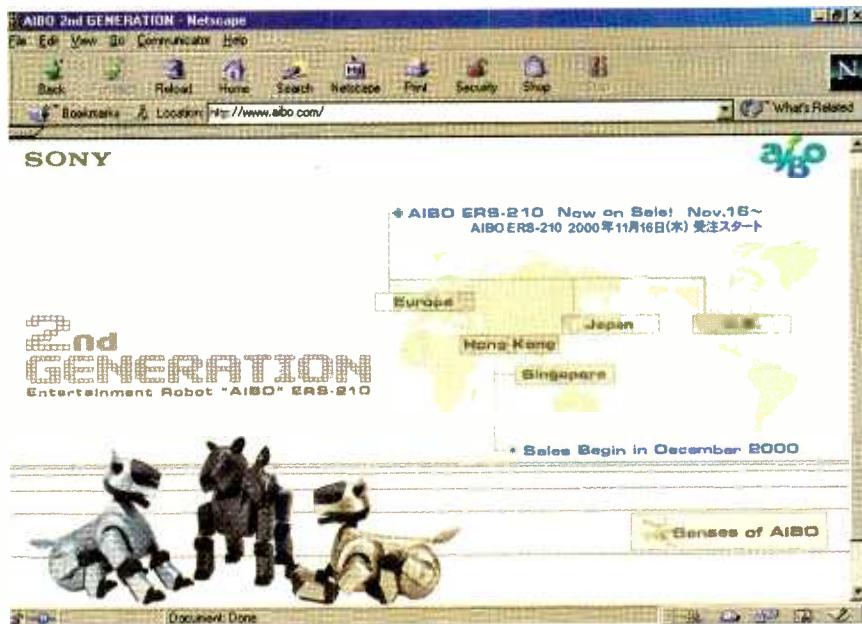 AIBO 2nd GENERATION - Netscape
File Edit View Go Communicator Help
Back Reload Home Search Netscape Print Security Shop
Bookmarks Location: http://www.aibo.com/ What's Related
N
SONY
aiBO
AIBO ERS-210 Now on Sale! Nov.16~
AIBO ERS-210 2000年11月16日(木) 受注スタート
Europe
Japan
Hong Kong
Singapore
2nd
GENERATION
Entertainment Robot "AIBO" ERS-210
Sales Begin in December 2000
Senses of AIBO
Document: Done